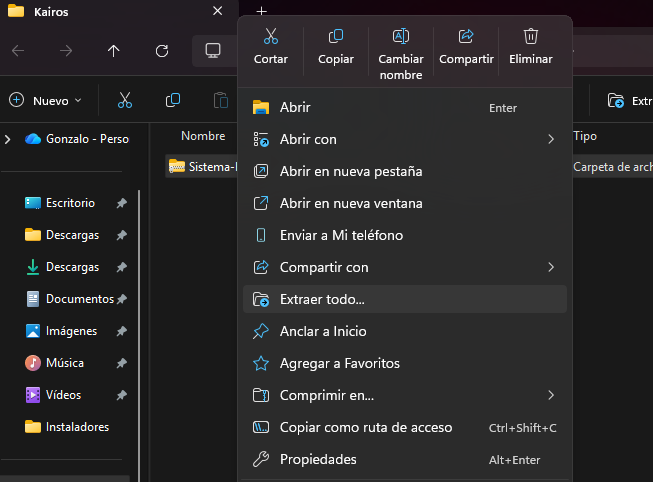 Kairos
Cortar
Copiar
Cambiar nombre
Compartir
Eliminar
Nuevo
Extr
Abrir Enter
Abrir con
Abrir en nueva pestaña
Abrir en nueva ventana
Enviar a Mi teléfono
Compartir con
Extraer todo...
Anclar a Inicio
Agregar a Favoritos
Comprimir en...
Copiar como ruta de acceso Ctrl+Shift+C
Propiedades Alt+Enter
Nombre
Tipo
Sistema-
Carpeta de arch
Gonzalo - Perso
Escritorio
Descargas
Descargas
Documentos
Imágenes
Música
Vídeos
Instaladores